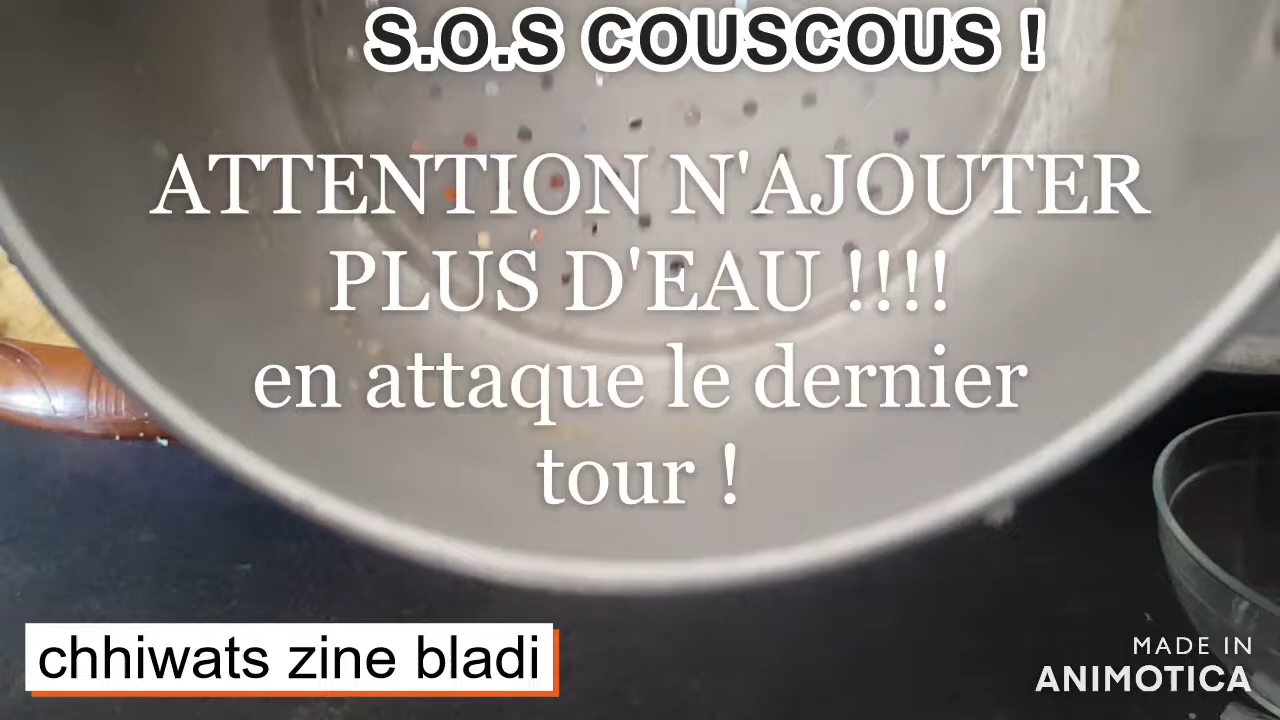 S.O.S COUSCOUS !
ATTENTION N'AJOUTER
PLUS D'EAU !!!!
en attaque le dernier
tour !
chhiwats zine bladi
MADE IN
ANIMOTICA